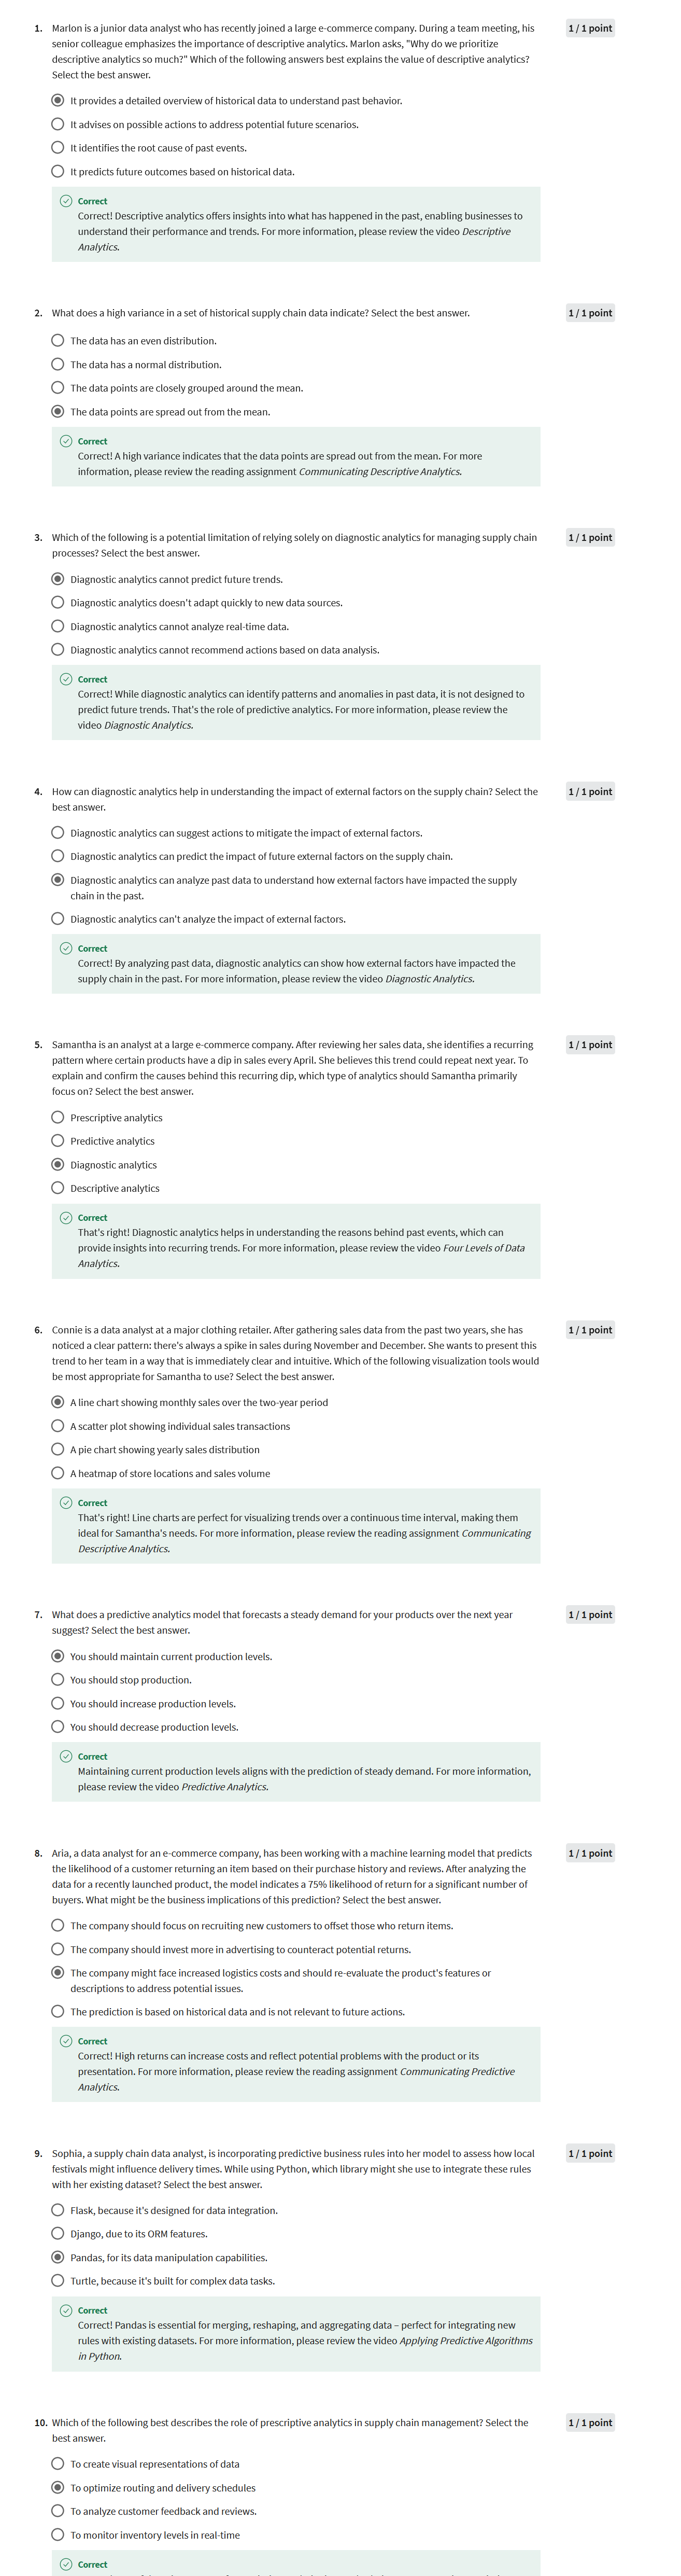 1. Marlon is a junior data analyst who has recently joined a large e-commerce company. During a team meeting, his
1 / 1 point
senior colleague emphasizes the importance of descriptive analytics. Marlon asks, "Why do we prioritize
descriptive analytics so much?" Which of the following answers best explains the value of descriptive analytics?
Select the best answer.
It provides a detailed overview of historical data to understand past behavior.
It advises on possible actions to address potential future scenarios.
It identifies the root cause of past events.
It predicts future outcomes based on historical data.
Correct
Correct! Descriptive analytics offers insights into what has happened in the past, enabling businesses to
understand their performance and trends. For more information, please review the video Descriptive
Analytics.
2. What does a high variance in a set of historical supply chain data indicate? Select the best answer.
1 / 1 point
The data has an even distribution.
The data has a normal distribution.
The data points are closely grouped around the mean.
The data points are spread out from the mean.
Correct
Correct! A high variance indicates that the data points are spread out from the mean. For more
information, please review the reading assignment Communicating Descriptive Analytics.
3. Which of the following is a potential limitation of relying solely on diagnostic analytics for managing supply chain
1 / 1 point
processes? Select the best answer.
Diagnostic analytics cannot predict future trends.
Diagnostic analytics doesn't adapt quickly to new data sources.
Diagnostic analytics cannot analyze real-time data.
Diagnostic analytics cannot recommend actions based on data analysis.
Correct
Correct! While diagnostic analytics can identify patterns and anomalies in past data, it is not designed to
predict future trends. That's the role of predictive analytics. For more information, please review the
video Diagnostic Analytics.
4. How can diagnostic analytics help in understanding the impact of external factors on the supply chain? Select the
1 / 1 point
best answer.
Diagnostic analytics can suggest actions to mitigate the impact of external factors.
Diagnostic analytics can predict the impact of future external factors on the supply chain.
Diagnostic analytics can analyze past data to understand how external factors have impacted the supply
chain in the past.
Diagnostic analytics can't analyze the impact of external factors.
Correct
Correct! By analyzing past data, diagnostic analytics can show how external factors have impacted the
supply chain in the past. For more information, please review the video Diagnostic Analytics.
5. Samantha is an analyst at a large e-commerce company. After reviewing her sales data, she identifies a recurring
1 / 1 point
pattern where certain products have a dip in sales every April. She believes this trend could repeat next year. To
explain and confirm the causes behind this recurring dip, which type of analytics should Samantha primarily
focus on? Select the best answer.
Prescriptive analytics
Predictive analytics
Diagnostic analytics
Descriptive analytics
Correct
That's right! Diagnostic analytics helps in understanding the reasons behind past events, which can
provide insights into recurring trends. For more information, please review the video Four Levels of Data
Analytics.
6. Connie is a data analyst at a major clothing retailer. After gathering sales data from the past two years, she has
1 / 1 point
noticed a clear pattern: there's always a spike in sales during November and December. She wants to present this
trend to her team in a way that is immediately clear and intuitive. Which of the following visualization tools would
be most appropriate for Samantha to use? Select the best answer.
A line chart showing monthly sales over the two-year period
A scatter plot showing individual sales transactions
A pie chart showing yearly sales distribution
A heatmap of store locations and sales volume
Correct
That's right! Line charts are perfect for visualizing trends over a continuous time interval, making them
ideal for Samantha's needs. For more information, please review the reading assignment Communicating
Descriptive Analytics.
7. What does a predictive analytics model that forecasts a steady demand for your products over the next year
1 / 1 point
suggest? Select the best answer.
You should maintain current production levels.
You should stop production.
You should increase production levels.
You should decrease production levels.
Correct
Maintaining current production levels aligns with the prediction of steady demand. For more information,
please review the video Predictive Analytics.
8. Aria, a data analyst for an e-commerce company, has been working with a machine learning model that predicts
1 / 1 point
the likelihood of a customer returning an item based on their purchase history and reviews. After analyzing the
data for a recently launched product, the model indicates a 75% likelihood of return for a significant number of
buyers. What might be the business implications of this prediction? Select the best answer.
The company should focus on recruiting new customers to offset those who return items.
The company should invest more in advertising to counteract potential returns.
The company might face increased logistics costs and should re-evaluate the product's features or
descriptions to address potential issues.
The prediction is based on historical data and is not relevant to future actions.
Correct
Correct! High returns can increase costs and reflect potential problems with the product or its
presentation. For more information, please review the reading assignment Communicating Predictive
Analytics.
9. Sophia, a supply chain data analyst, is incorporating predictive business rules into her model to assess how local
1 / 1 point
festivals might influence delivery times. While using Python, which library might she use to integrate these rules
with her existing dataset? Select the best answer.
Flask, because it's designed for data integration.
Django, due to its ORM features.
Pandas, for its data manipulation capabilities.
Turtle, because it's built for complex data tasks.
Correct
Correct! Pandas is essential for merging, reshaping, and aggregating data – perfect for integrating new
rules with existing datasets. For more information, please review the video Applying Predictive Algorithms
in Python.
10. Which of the following best describes the role of prescriptive analytics in supply chain management? Select the
1 / 1 point
best answer.
To create visual representations of data
To optimize routing and delivery schedules
To analyze customer feedback and reviews.
To monitor inventory levels in real-time
Correct